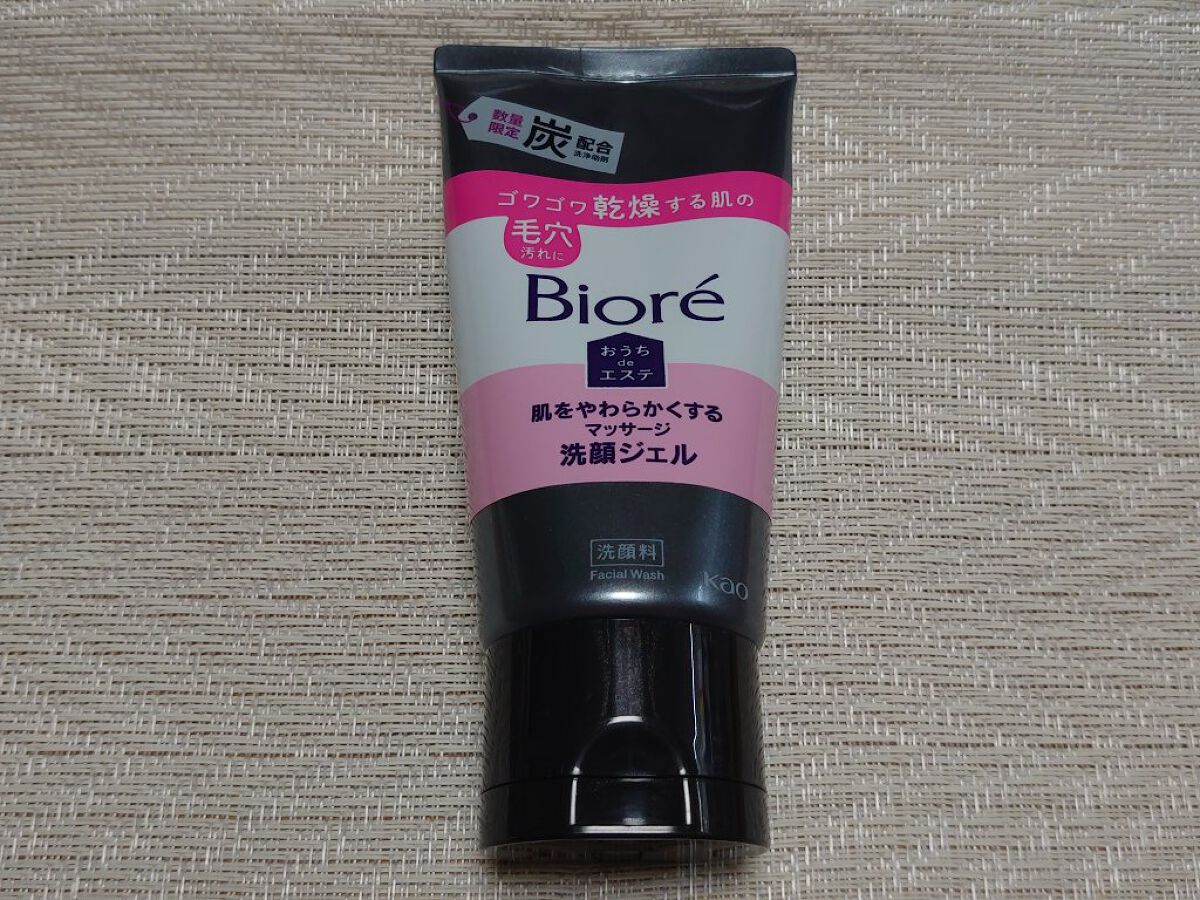 数量
限定
炭
配合
洗浄助剤
ゴワゴワ乾燥する肌の
毛穴
汚れに
Bioré
おうち
de
エステ
肌をやわらかくする
マッサージ
洗顔ジェル
洗顔料
Facial Wash
Kao